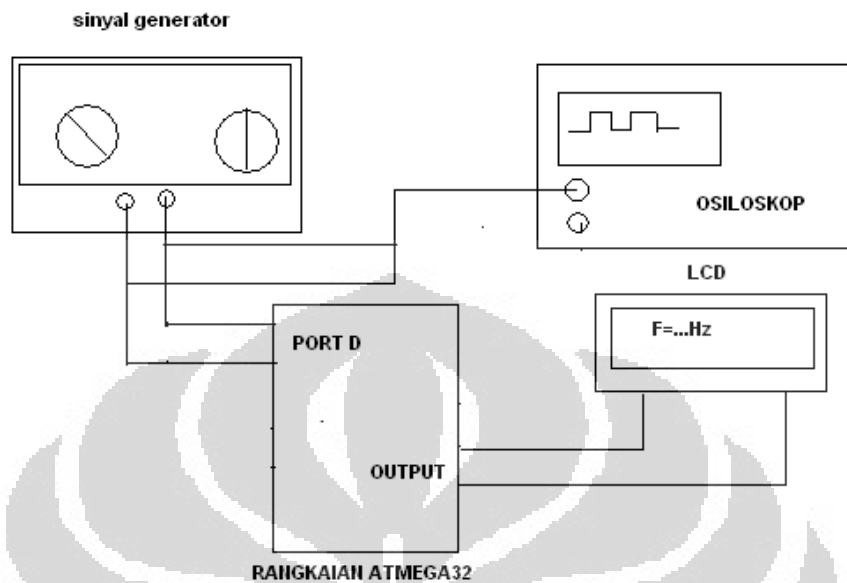 sinyal generator
OSILOSKOP
LCD
F=...Hz
PORT D
OUTPUT
RANGKAIAN ATMEGA32